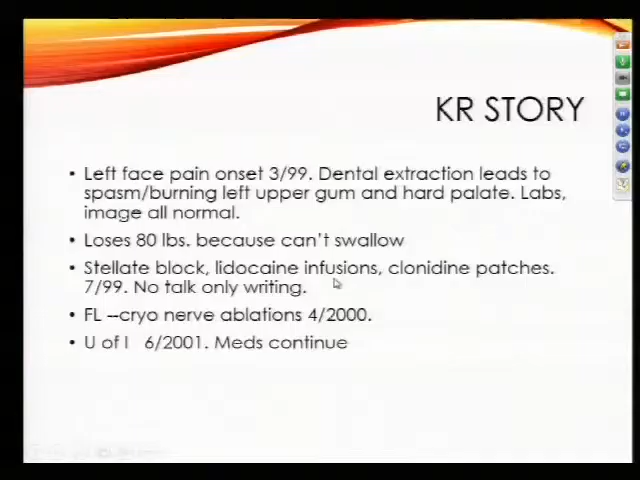 KR STORY
• Left face pain onset 3/99. Dental extraction leads to
spasm/burning left upper gum and hard palate. Labs,
image all normal.
• Loses 80 lbs. because can't swallow
• Stellate block, lidocaine infusions, clonidine patches.
7/99. No talk only writing.
• FL --cryo nerve ablations 4/2000.
• U of I 6/2001. Meds continue